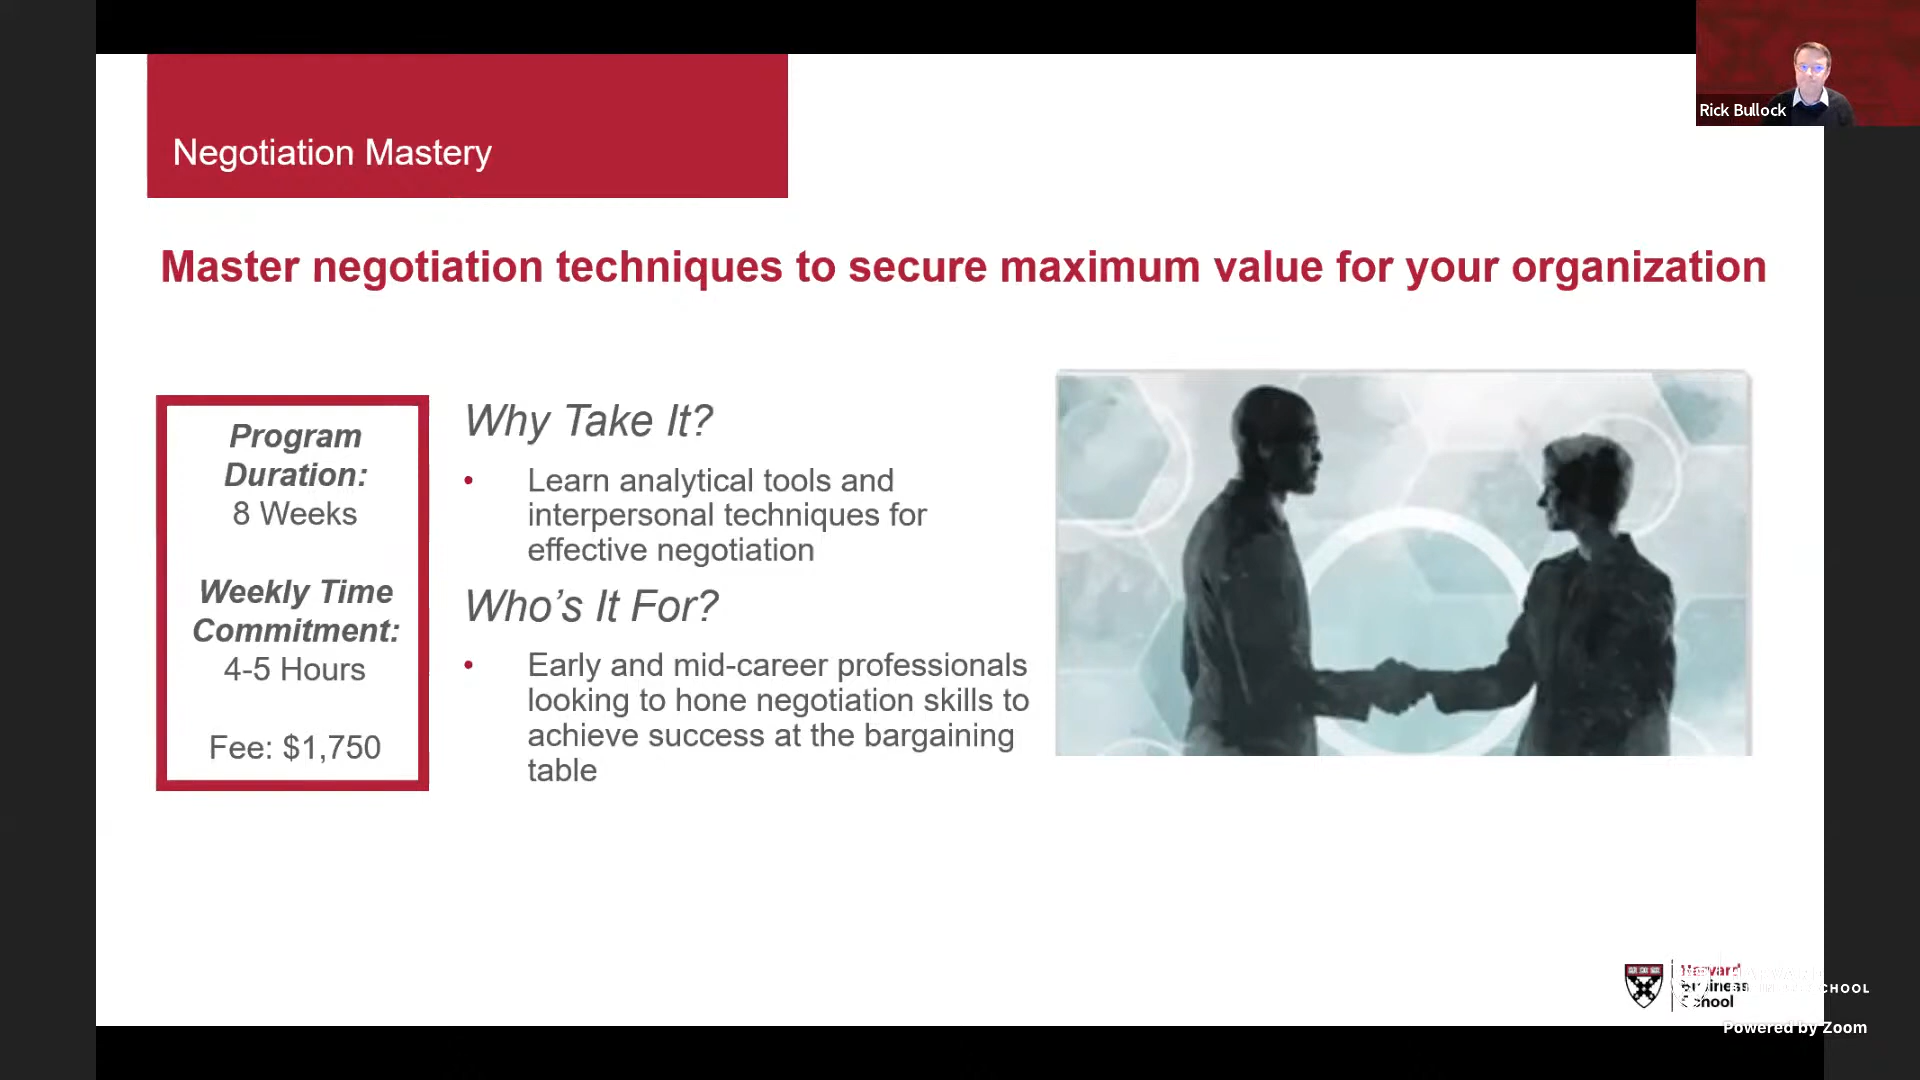 Rick Bullock
Negotiation Mastery
Master negotiation techniques to secure maximum value for your organization
Program
Duration:
8 Weeks
Weekly Time
Commitment:
4-5 Hours
Fee: $1,750
Why Take It?
• Learn analytical tools and
interpersonal techniques for
effective negotiation
Who’s It For?
• Early and mid-career professionals
looking to hone negotiation skills to
achieve success at the bargaining
table
Harvard
Business
School
Powered by Zoom